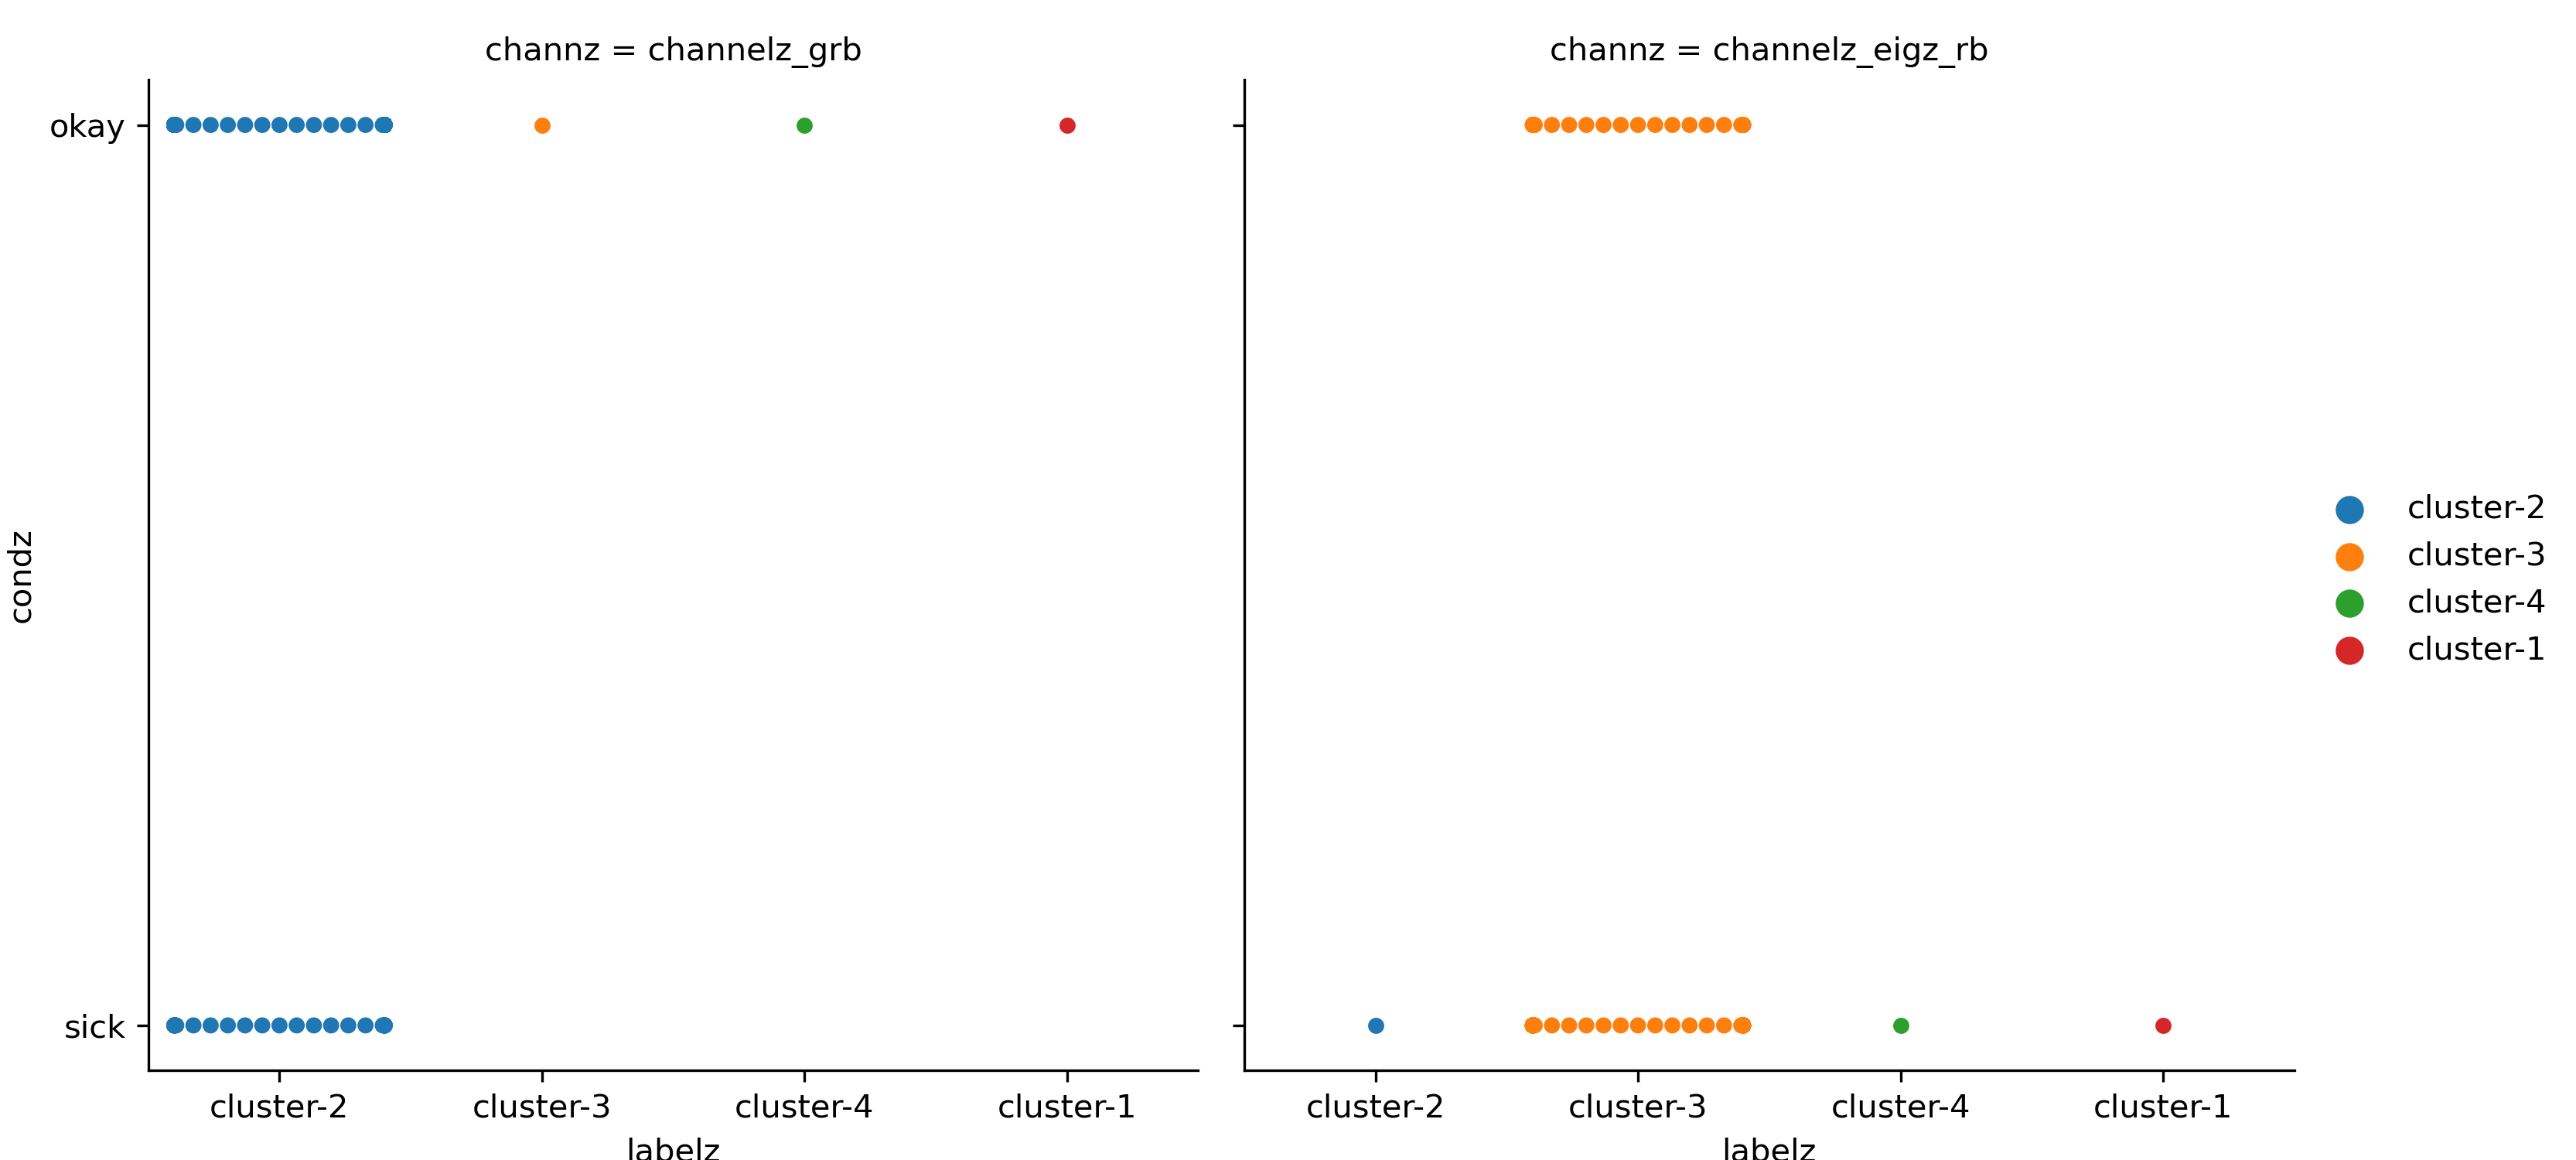 channz = channelz_grb
channz = channelz_eigz_rb
okay
sick
condz
cluster-2
cluster-3
cluster-4
cluster-1
labelz
cluster-2
cluster-3
cluster-4
cluster-1
labelz
cluster-2
cluster-3
cluster-4
cluster-1